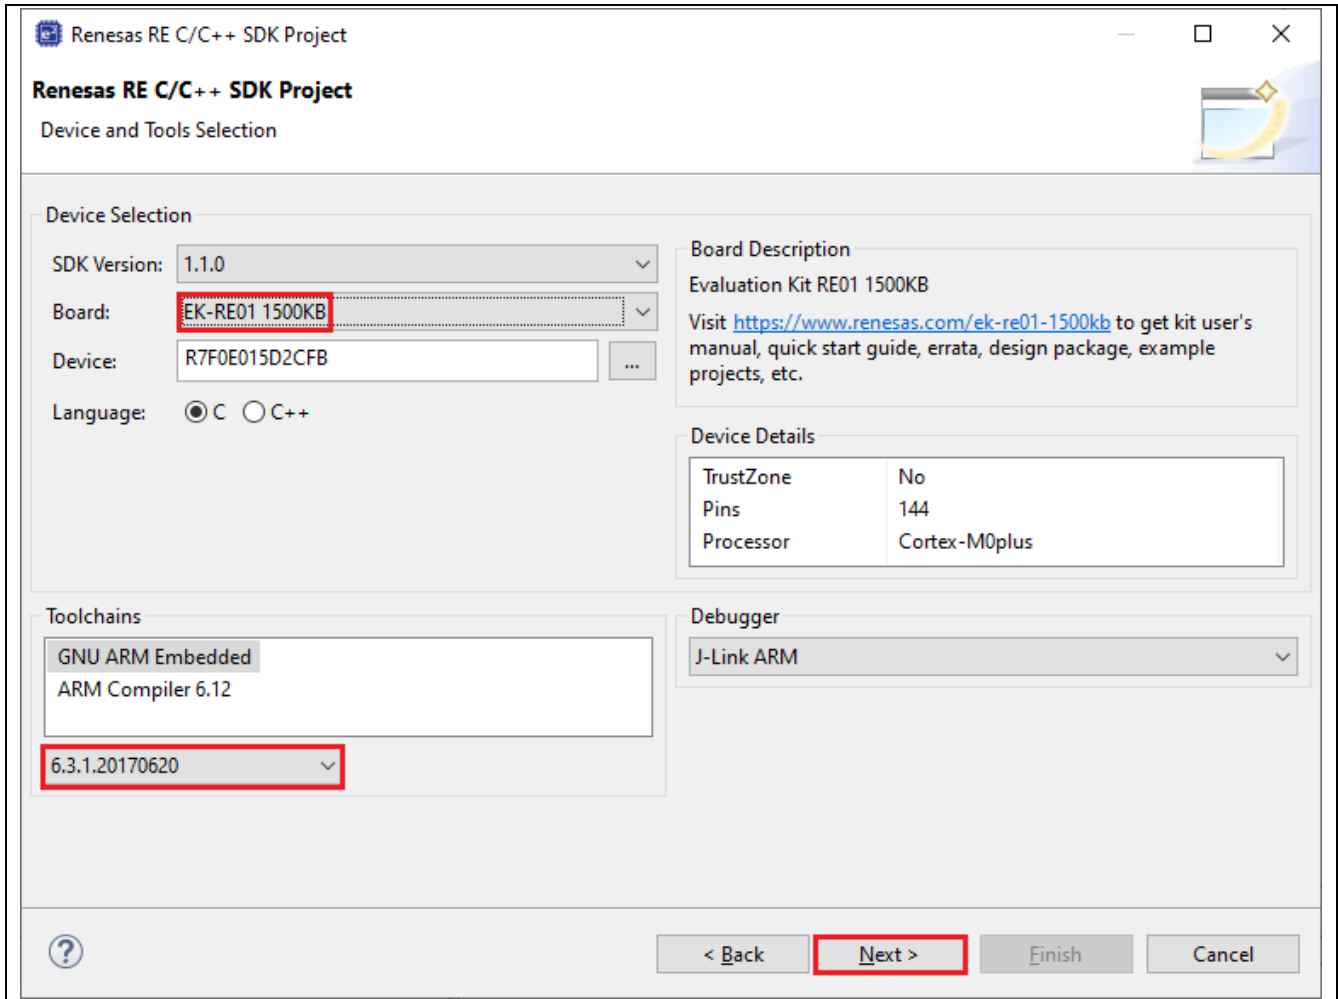 Renesas RE C/C++ SDK Project
Renesas RE C/C++ SDK Project
Device and Tools Selection
Device Selection
SDK Version: 1.1.0
Board: EK-RE01 1500KB
Device: R7F0E015D2CFB ...
Language: C C++
Board Description
Evaluation Kit RE01 1500KB
Visit https://www.renesas.com/ek-re01-1500kb to get kit user's
manual, quick start guide, errata, design package, example
projects, etc.
Device Details
TrustZone No
Pins 144
Processor Cortex-M0plus
Toolchains
GNU ARM Embedded
ARM Compiler 6.12
6.3.1.20170620
Debugger
J-Link ARM
? < Back Next > Finish Cancel